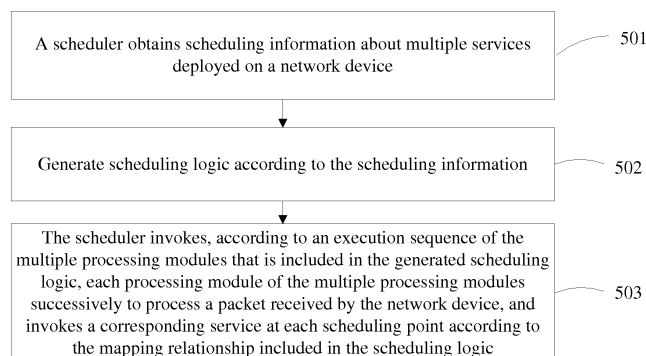 A scheduler obtains scheduling information about multiple services
deployed on a network device
501
Generate scheduling logic according to the scheduling information
502
The scheduler invokes, according to an execution sequence of the
multiple processing modules that is included in the generated scheduling
logic, each processing module of the multiple processing modules
successively to process a packet received by the network device, and
invokes a corresponding service at each scheduling point according to
the mapping relationship included in the scheduling logic
503